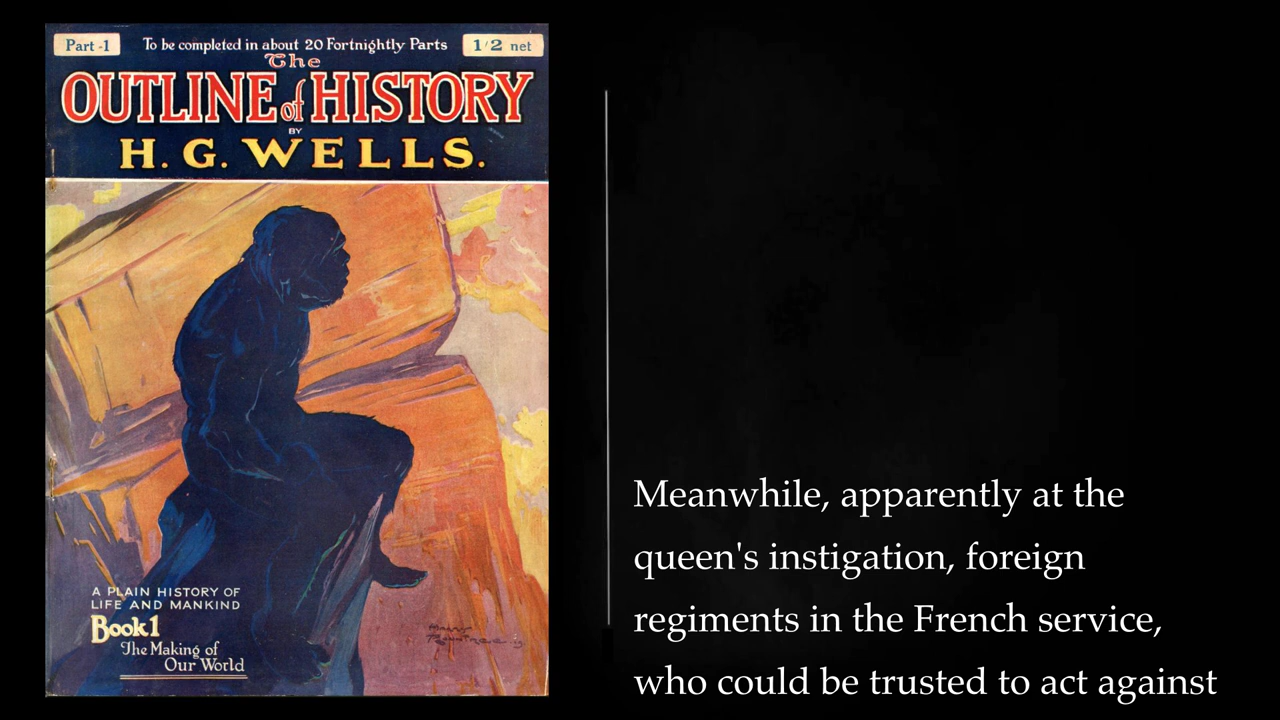 Part-1
To be completed in about 20 Fortnightly Parts
1/2 net
The
OUTLINE of HISTORY
BY
H. G. WELLS.
A PLAIN HISTORY OF
LIFE AND MANKIND
Book 1
The Making of
Our World
Meanwhile, apparently at the
queen's instigation, foreign
regiments in the French service,
who could be trusted to act against